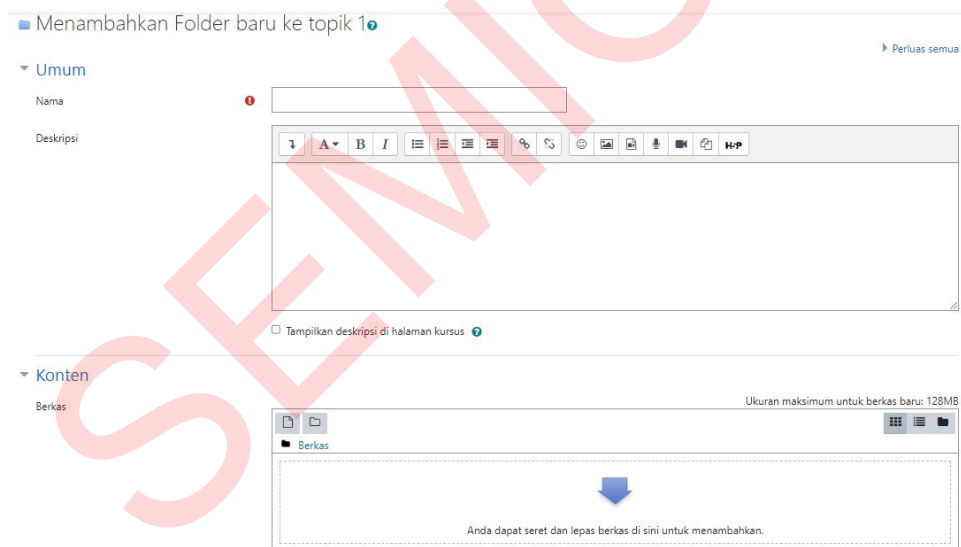 Menambahkan Folder baru ke topik 1
Perluas semua
Umum
Nama
Deskripsi
A B I
H-P
Tampilkan deskripsi di halaman kursus
Konten
Berkas
Ukuran maksimum untuk berkas baru: 128MB
Berkas
Anda dapat seret dan lepas berkas di sini untuk menambahkan.